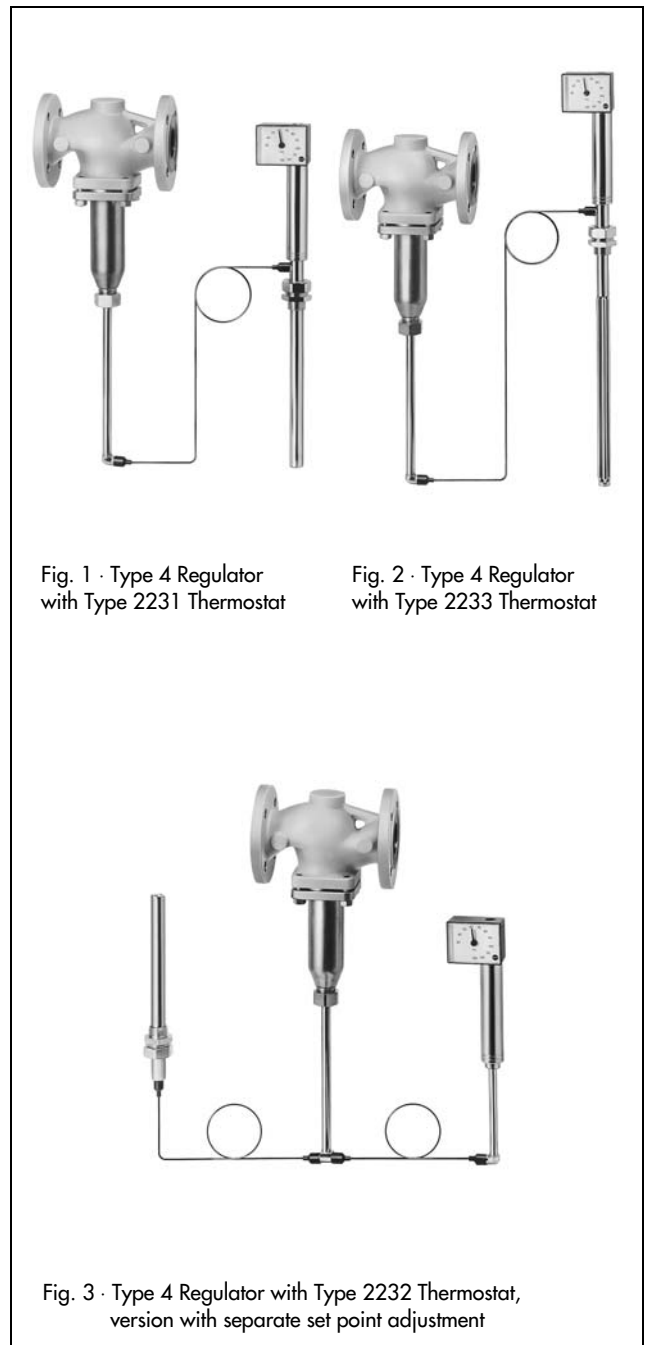 Fig. 1 · Type 4 Regulator
with Type 2231 Thermostat
Fig. 2 · Type 4 Regulator
with Type 2233 Thermostat
Fig. 3 · Type 4 Regulator with Type 2232 Thermostat,
version with separate set point adjustment